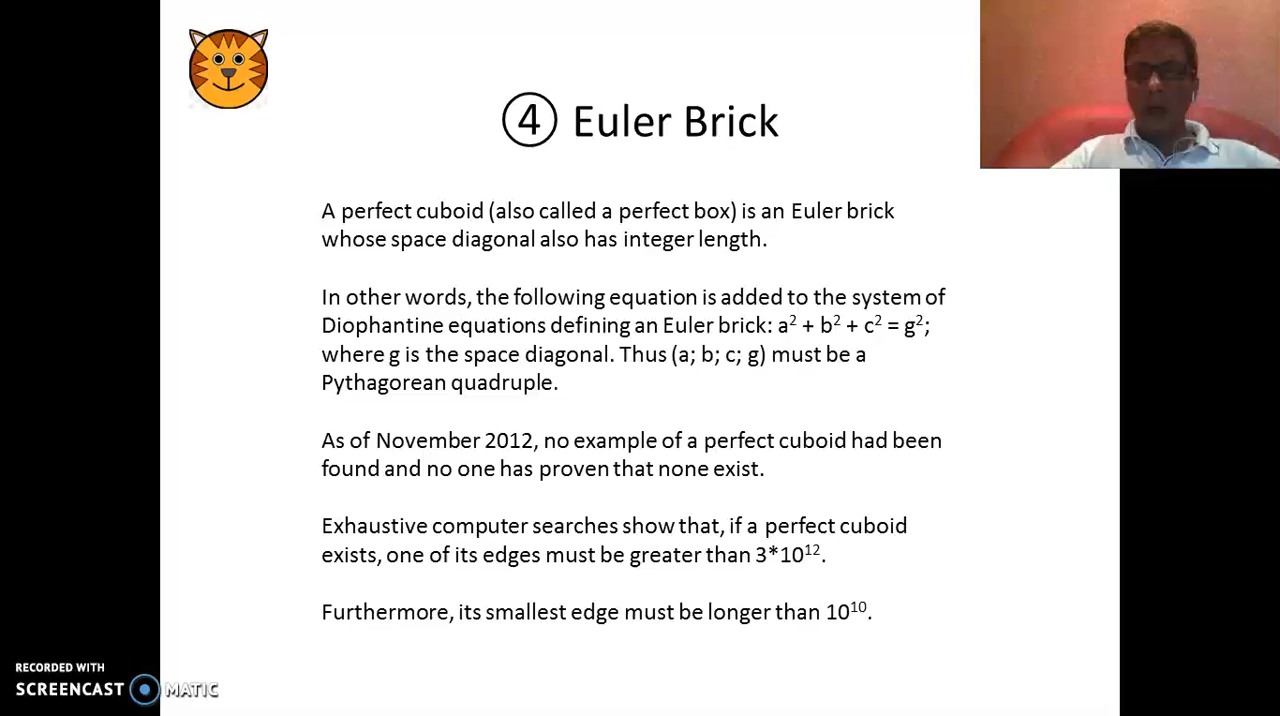 ④ Euler Brick
A perfect cuboid (also called a perfect box) is an Euler brick
whose space diagonal also has integer length.
In other words, the following equation is added to the system of
Diophantine equations defining an Euler brick: a² + b² + c² = g²;
where g is the space diagonal. Thus (a; b; c; g) must be a
Pythagorean quadruple.
As of November 2012, no example of a perfect cuboid had been
found and no one has proven that none exist.
Exhaustive computer searches show that, if a perfect cuboid
exists, one of its edges must be greater than 3*10¹².
Furthermore, its smallest edge must be longer than 10¹⁰.
RECORDED WITH
SCREENCAST MATIC